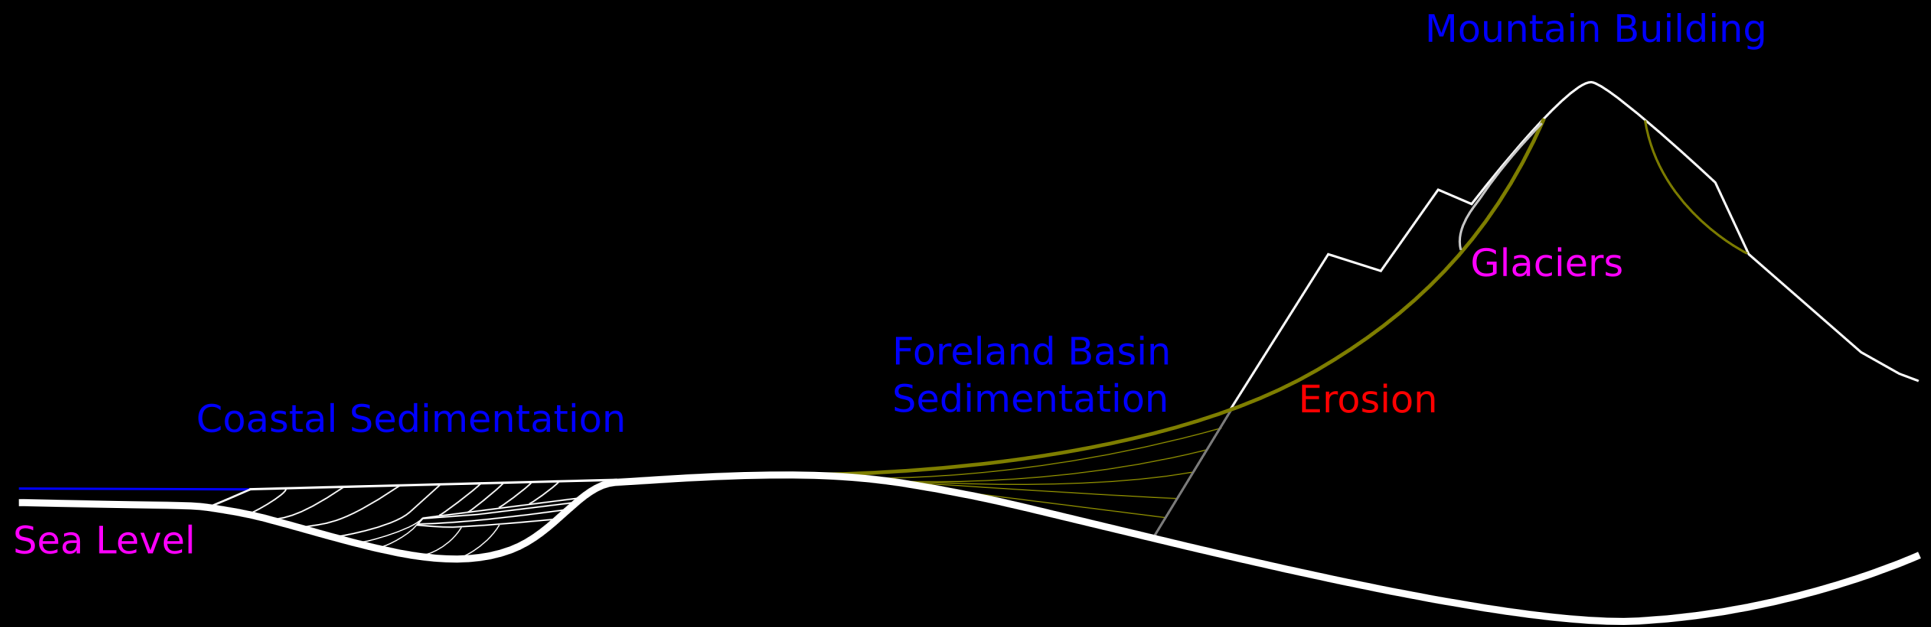 Mountain Building
Glaciers
Foreland Basin
Sedimentation
Erosion
Coastal Sedimentation
Sea Level